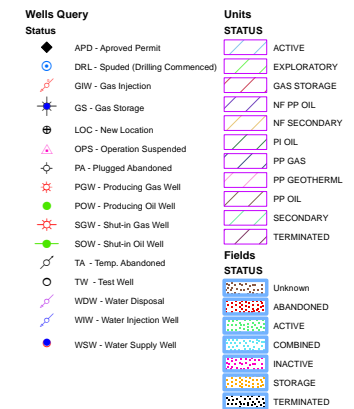 Wells Query
Status
APD - Aproved Permit
DRL - Spuded (Drilling Commenced)
GIW - Gas Injection
GS - Gas Storage
LOC - New Location
OPS - Operation Suspended
PA - Plugged Abandoned
PGW - Producing Gas Well
POW - Producing Oil Well
SGW - Shut-in Gas Well
SOW - Shut-in Oil Well
TA - Temp. Abandoned
TW - Test Well
WDW - Water Disposal
WIW - Water Injection Well
WSW - Water Supply Well
Units
STATUS
ACTIVE
EXPLORATORY
GAS STORAGE
NF PP OIL
NF SECONDARY
PI OIL
PP GAS
PP GEOTHERML
PP OIL
SECONDARY
TERMINATED
Fields
STATUS
Unknown
ABANDONED
ACTIVE
COMBINED
INACTIVE
STORAGE
TERMINATED